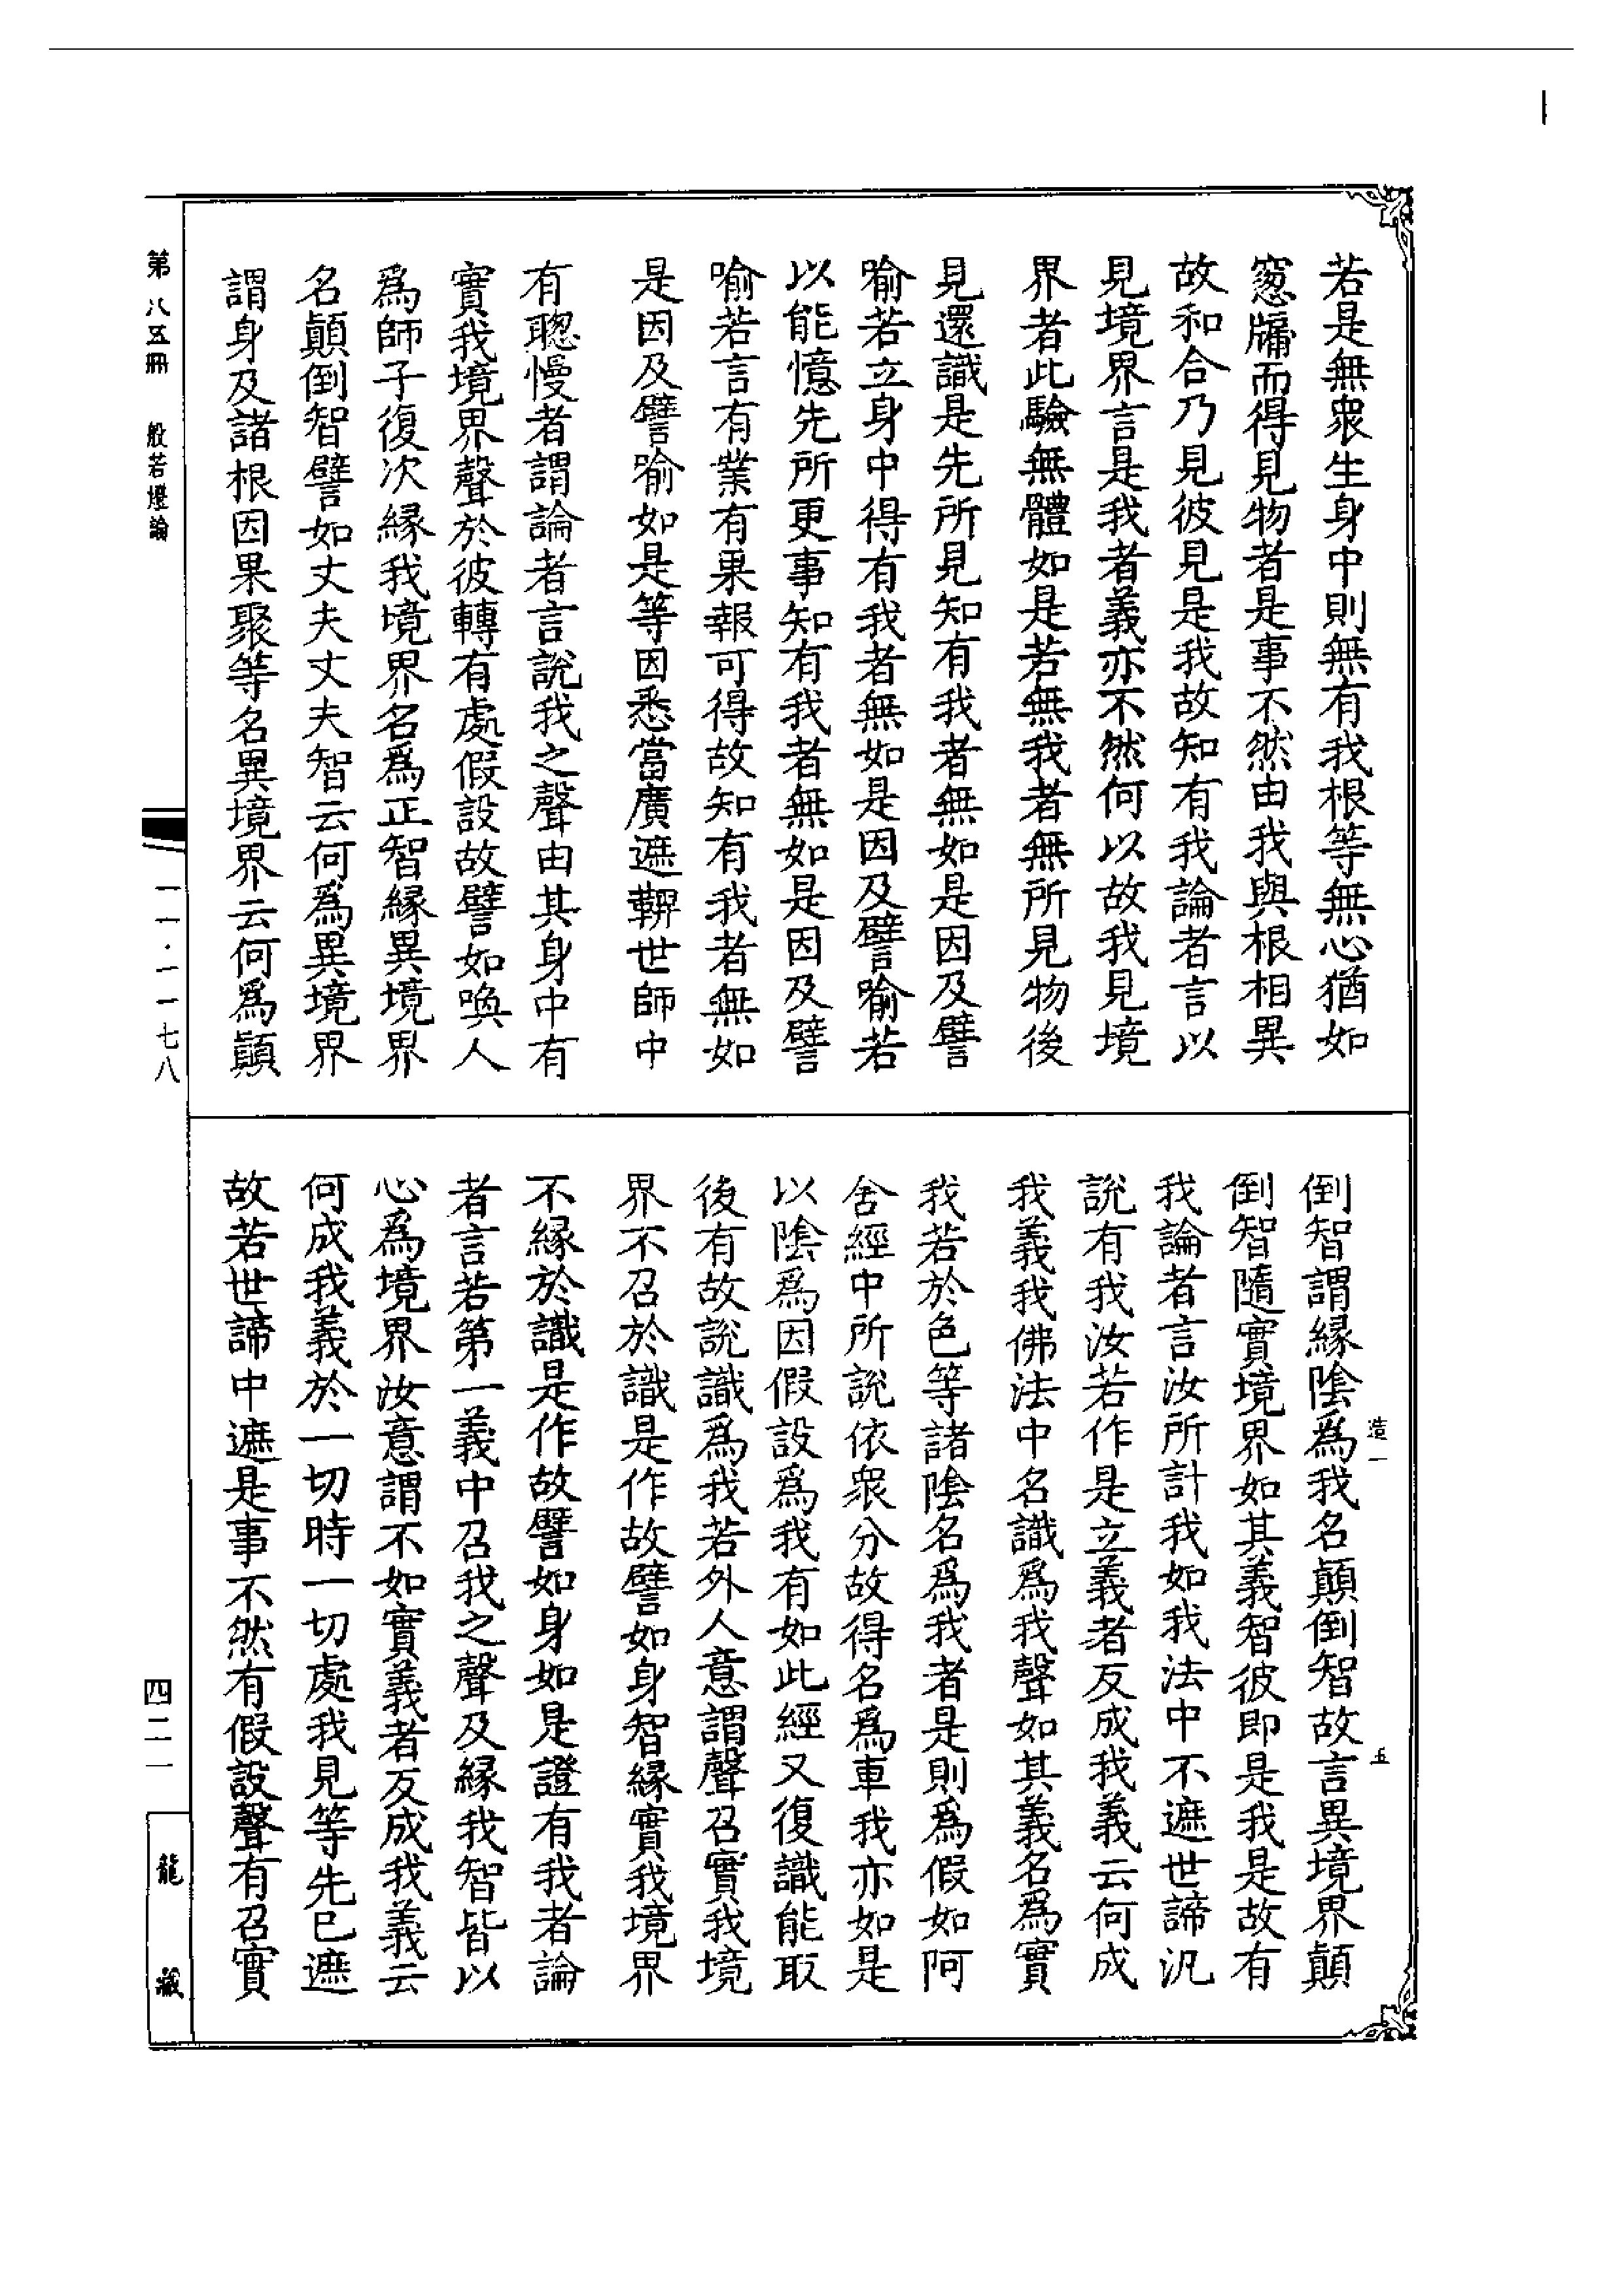 若是無衆生身中則無有我根等無心猶如
窓牖而得見物者是事不然由我與根相異
故和合乃見彼見是我故知有我論者言以
見境界言是我者義亦不然何以故我見境
界者此驗無體如是若無我者無所見物後
見還識是先所見知有我者無如是因及譬
喻若立身中得有我者無如是因及譬喻若
以能憶先所更事知有我者無如是因及譬
喻若言有業有果報可得故知有我者無如
是因及譬喻如是等因悉當廣遮鞞世師中
有聰慢者謂論者言說我之聲由其身中有
實我境界聲於彼轉有處假設故譬如喚人
爲師子復次緣我境界名爲正智緣異境界
名顛倒智譬如丈夫丈夫智云何爲異境界
謂身及諸根因果聚等名異境界云何爲顛
倒智謂緣陰爲我名顛倒智故言異境界顛
倒智隨實境界如其義智彼即是我是故有
我論者言汝所計我如我法中不遮世諦汎
說有我汝若作是立義者反成我義云何成
我義我佛法中名識爲我聲如其義名爲實
我若於色等諸陰名爲我者是則爲假如阿
舍經中所說依衆分故得名爲車我亦如是
以陰爲因假設爲我有如此經又復識能取
後有故說識爲我若外人意謂聲召實我境
界不召於識是作故譬如身智緣實我境界
不緣於識是作故譬如身如是證有我者論
者言若第一義中召我之聲及緣我智皆以
心爲境界汝意謂不如實義者反成我義云
何成我義於一切時一切處我見等先已遮
故若世諦中遮是事不然有假設聲有召實
造一
五
第八五冊
般若燈論
一一·一一七八
四二一
龍藏